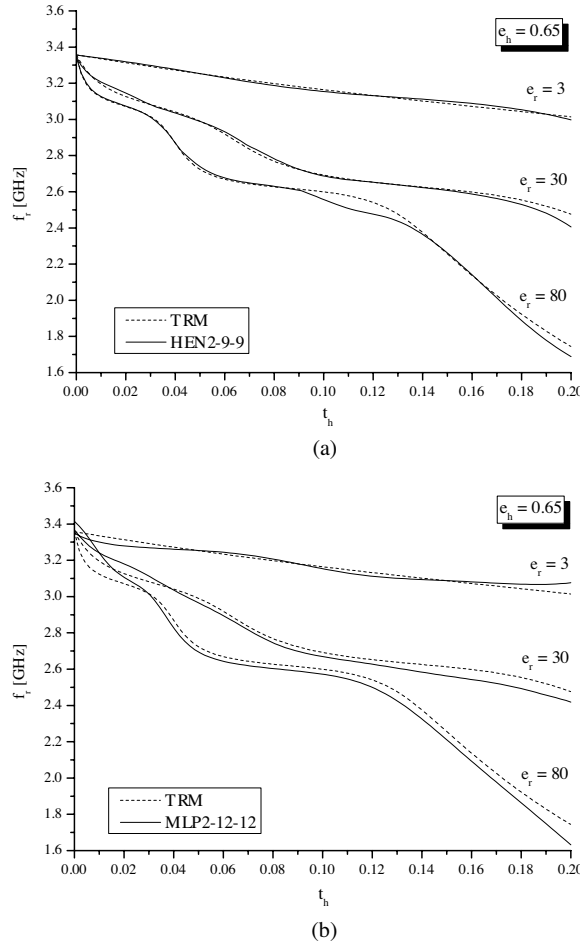 3.6
e_h = 0.65
3.4
3.2
e_r = 3
3.0
2.8
e_r = 30
f_r [GHz]
2.6
2.4
2.2
e_r = 80
2.0
TRM
1.8
HEN2-9-9
1.6
0.00 0.02 0.04 0.06 0.08 0.10 0.12 0.14 0.16 0.18 0.20
t_h
(a)
3.6
e_h = 0.65
3.4
3.2
e_r = 3
3.0
2.8
e_r = 30
f_r [GHz]
2.6
2.4
2.2
e_r = 80
2.0
TRM
1.8
MLP2-12-12
1.6
0.00 0.02 0.04 0.06 0.08 0.10 0.12 0.14 0.16 0.18 0.20
t_h
(b)